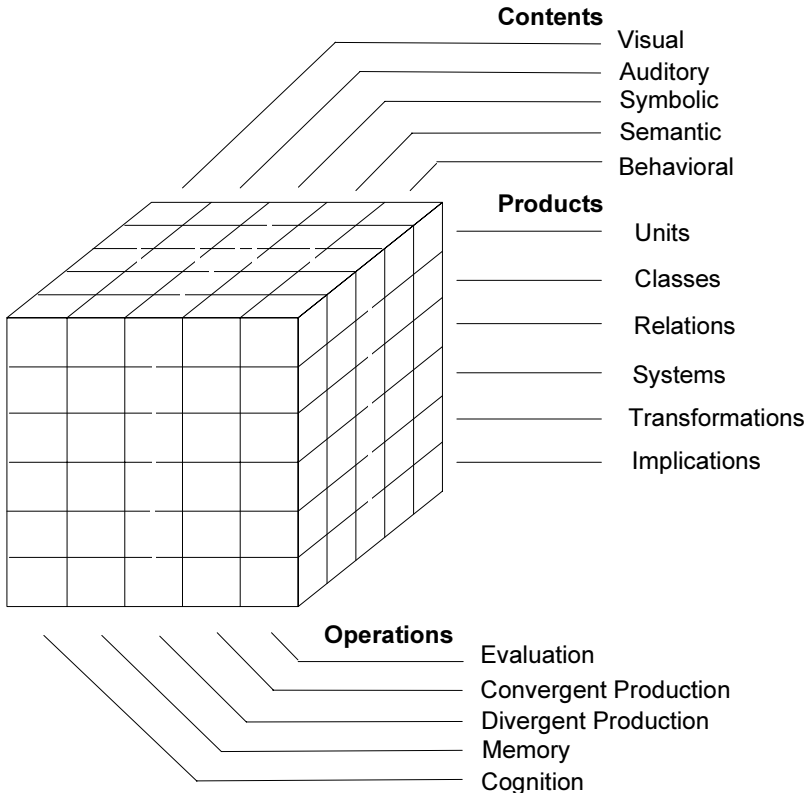 Contents
Visual
Auditory
Symbolic
Semantic
Behavioral
Products
Units
Classes
Relations
Systems
Transformations
Implications
Operations
Evaluation
Convergent Production
Divergent Production
Memory
Cognition